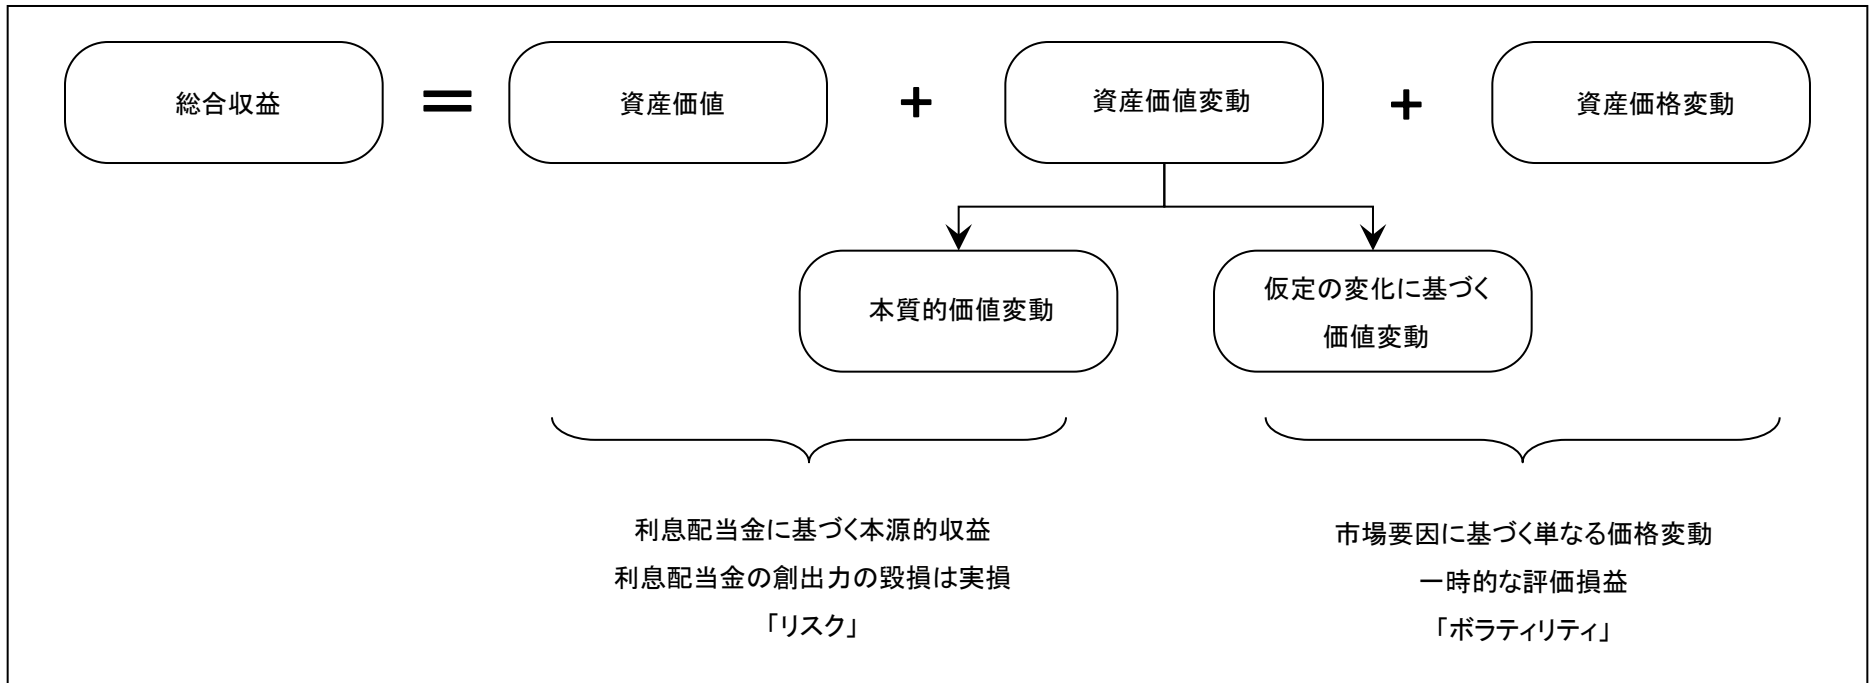 総合収益
=
資産価値
+
資産価値変動
+
資産価格変動
本質的価値変動
仮定の変化に基づく
価値変動
利息配当金に基づく本源的収益
利息配当金の創出力の毀損は実損
「リスク」
市場要因に基づく単なる価格変動
一時的な評価損益
「ボラティリティ」